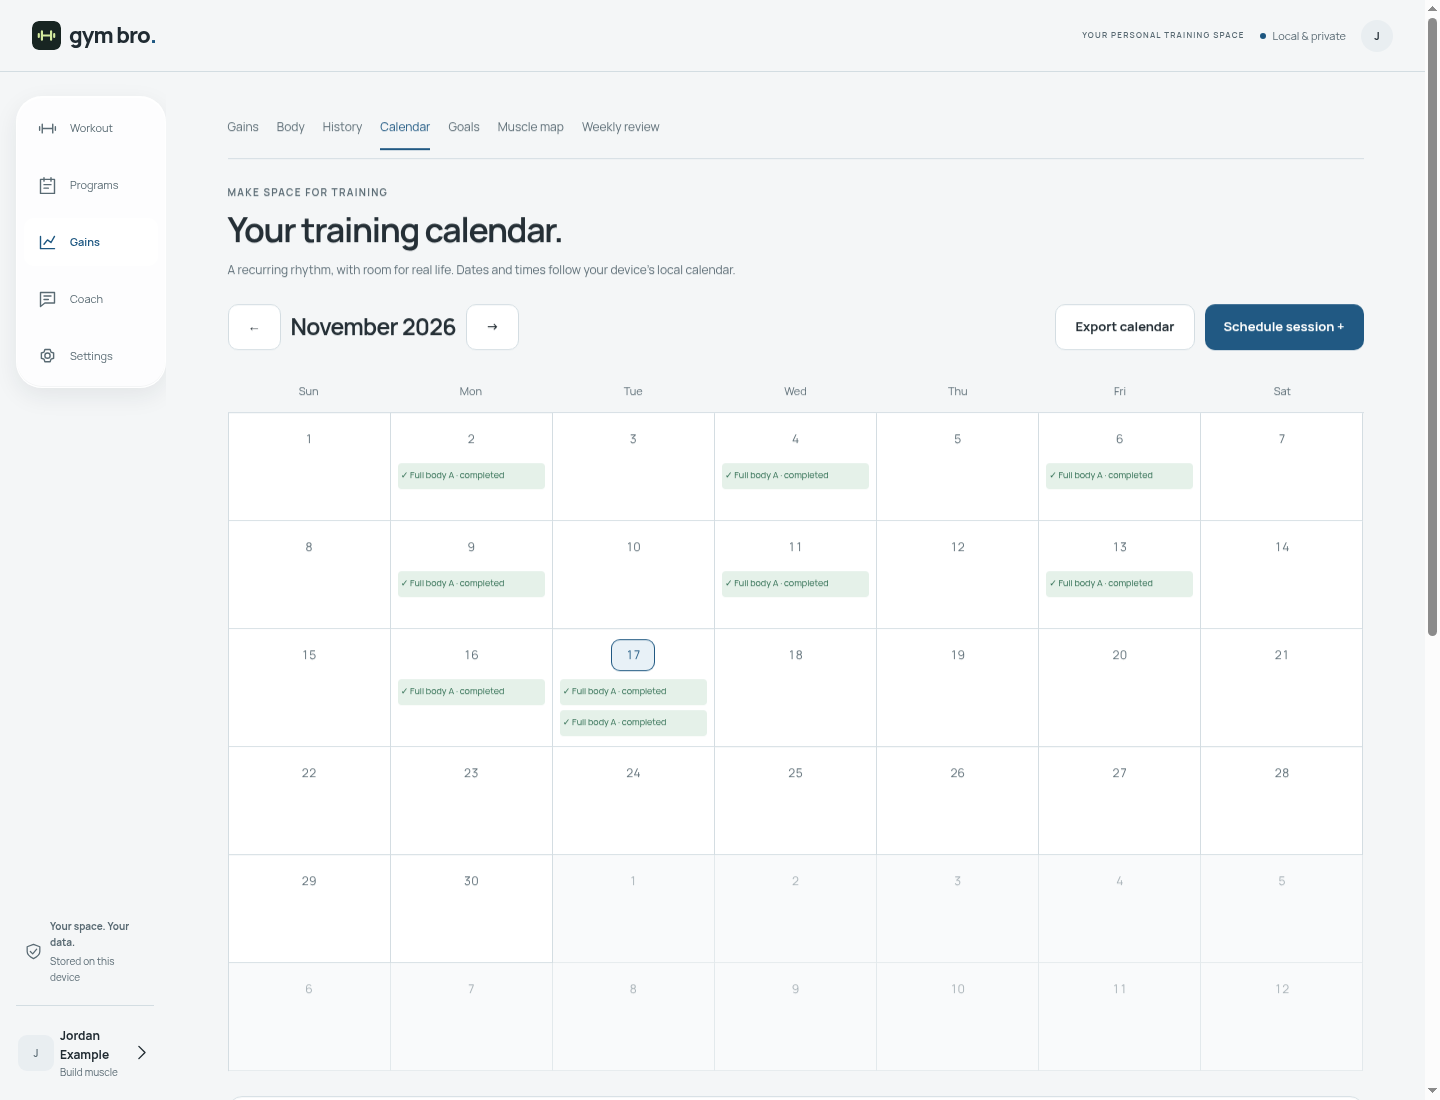 gym bro.
YOUR PERSONAL TRAINING SPACE
Local & private
J
Workout
Programs
Gains
Coach
Settings
Gains Body History Calendar Goals Muscle map Weekly review
MAKE SPACE FOR TRAINING
Your training calendar.
A recurring rhythm, with room for real life. Dates and times follow your device's local calendar.
← November 2026 →
Export calendar
Schedule session +
Sun Mon Tue Wed Thu Fri Sat
1 2 3 4 5 6 7
✓ Full body A · completed ✓ Full body A · completed ✓ Full body A · completed
8 9 10 11 12 13 14
✓ Full body A · completed ✓ Full body A · completed ✓ Full body A · completed
15 16 17 18 19 20 21
✓ Full body A · completed ✓ Full body A · completed
✓ Full body A · completed
22 23 24 25 26 27 28
29 30 1 2 3 4 5
6 7 8 9 10 11 12
Your space. Your
data.
Stored on this
device
J
Jordan
Example
Build muscle